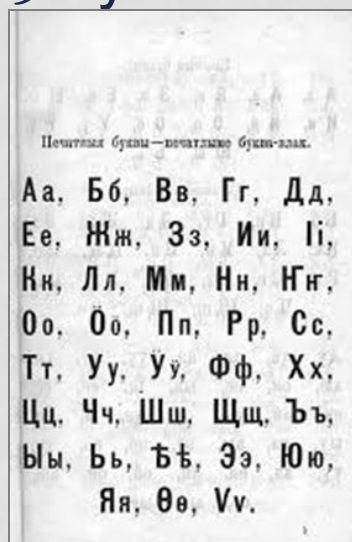 Печатныя буквы—печатлыме буква-влак.
Аа, Бб, Вв, Гг, Дд,
Ее, Жж, Зз, Ии, Іі,
Кк, Лл, Мм, Нн, Ҥҥ,
Оо, Ӧӧ, Пп, Рр, Сс,
Тт, Уу, Ӱӱ, Фф, Хх,
Цц, Чч, Шш, Щщ, Ъъ,
Ыы, Ьь, Ѣѣ, Ээ, Юю,
Яя, Ѳѳ, Ѵѵ.